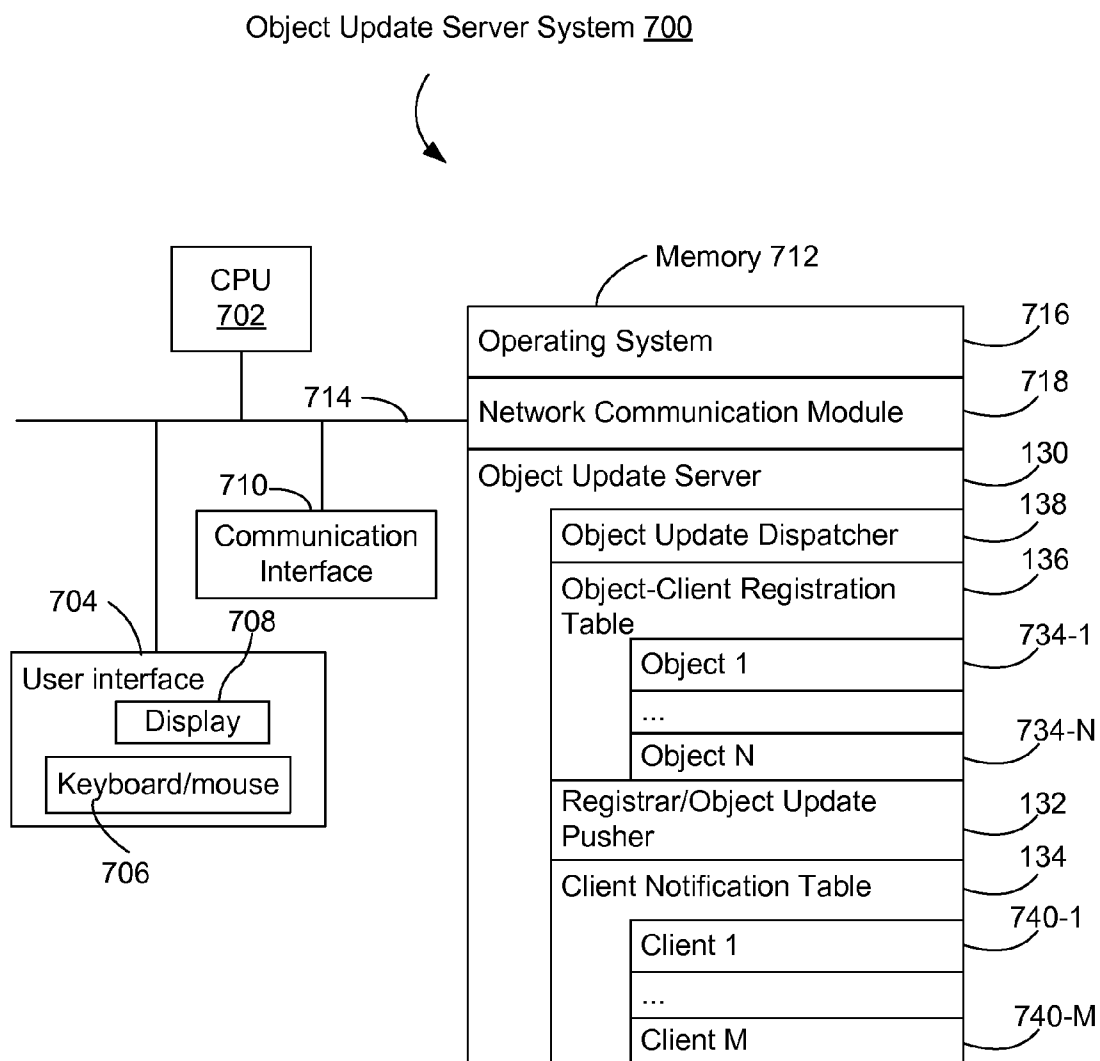 Object Update Server System 700
CPU
702
Memory 712
716
Operating System
718
714
Network Communication Module
130
Object Update Server
710
138
Communication
Interface
Object Update Dispatcher
136
Object-Client Registration
Table
704
708
734-1
User interface
Object 1
Display
...
734-N
Keyboard/mouse
Object N
Registrar/Object Update
Pusher
132
706
134
Client Notification Table
740-1
Client 1
...
740-M
Client M